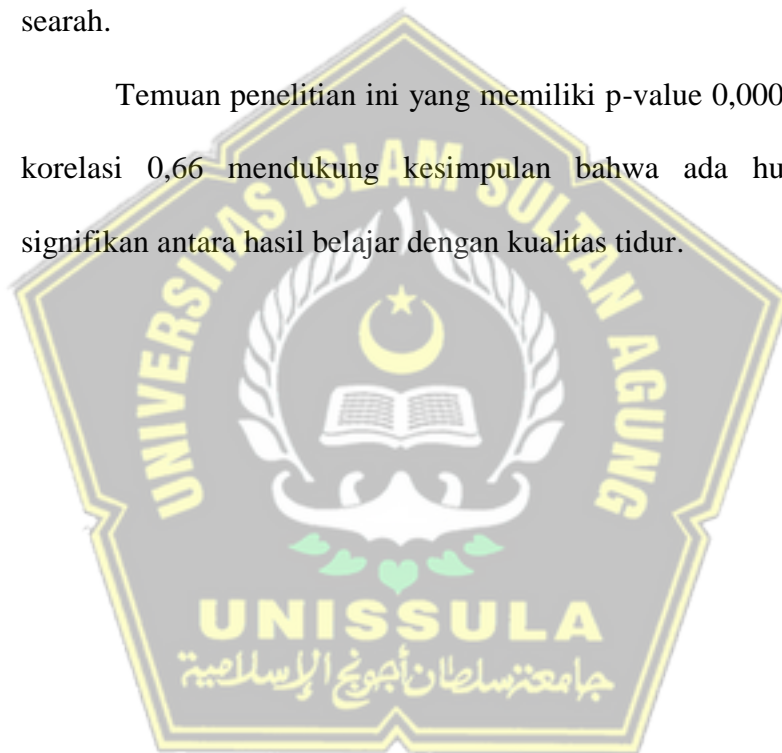 searah.
Temuan penelitian ini yang memiliki p-value 0,000
korelasi 0,66 mendukung kesimpulan bahwa ada hu
signifikan antara hasil belajar dengan kualitas tidur.
UNIVERSITAS ISLAM SULTAN AGUNG
UNISSULA
جامعة سلطان أجونج الإسلامية